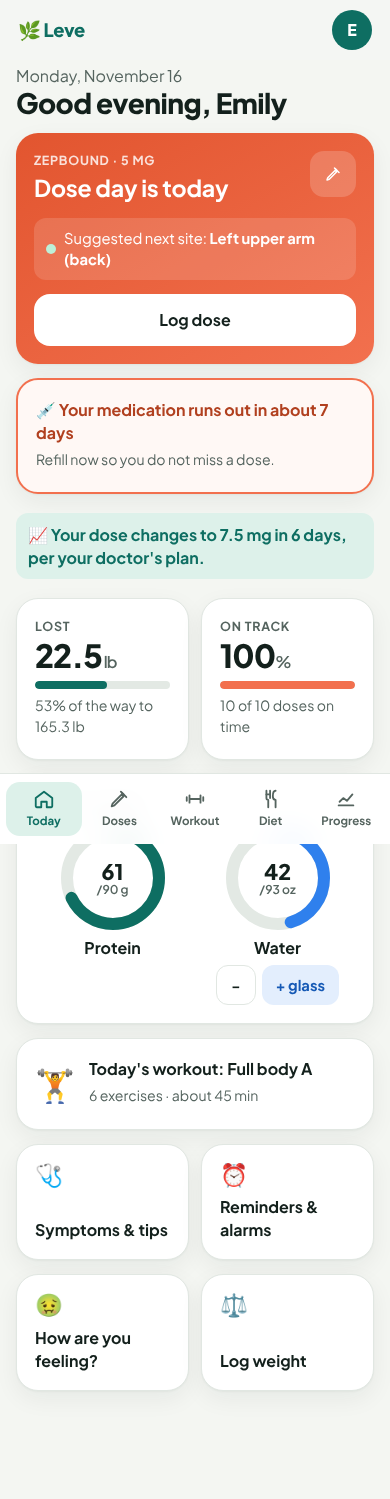 Leve
E
Monday, November 16
Good evening, Emily
ZEPBOUND · 5 MG
Dose day is today
Suggested next site: Left upper arm
(back)
Log dose
Your medication runs out in about 7
days
Refill now so you do not miss a dose.
Your dose changes to 7.5 mg in 6 days,
per your doctor's plan.
LOST
22.5 lb
53% of the way to
165.3 lb
ON TRACK
100%
10 of 10 doses on
time
Today
Doses
Workout
Diet
Progress
61
/90 g
Protein
42
/93 oz
Water
-
+ glass
Today's workout: Full body A
6 exercises · about 45 min
Symptoms & tips
Reminders &
alarms
How are you
feeling?
Log weight